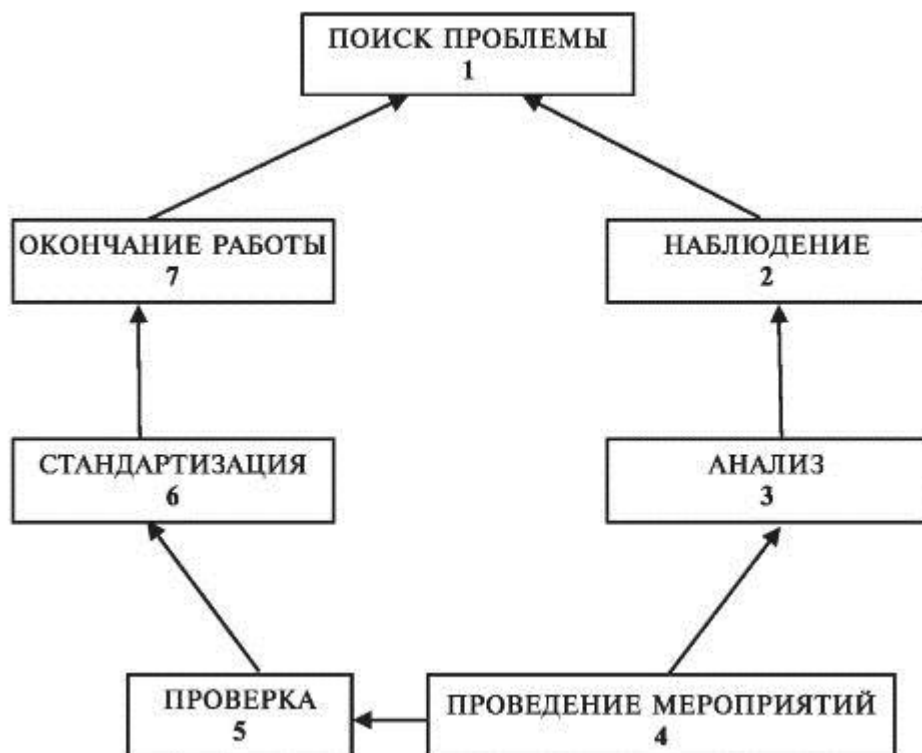 ПОИСК ПРОБЛЕМЫ
1
ОКОНЧАНИЕ РАБОТЫ
7
НАБЛЮДЕНИЕ
2
СТАНДАРТИЗАЦИЯ
6
АНАЛИЗ
3
ПРОВЕРКА
5
ПРОВЕДЕНИЕ МЕРОПРИЯТИЙ
4